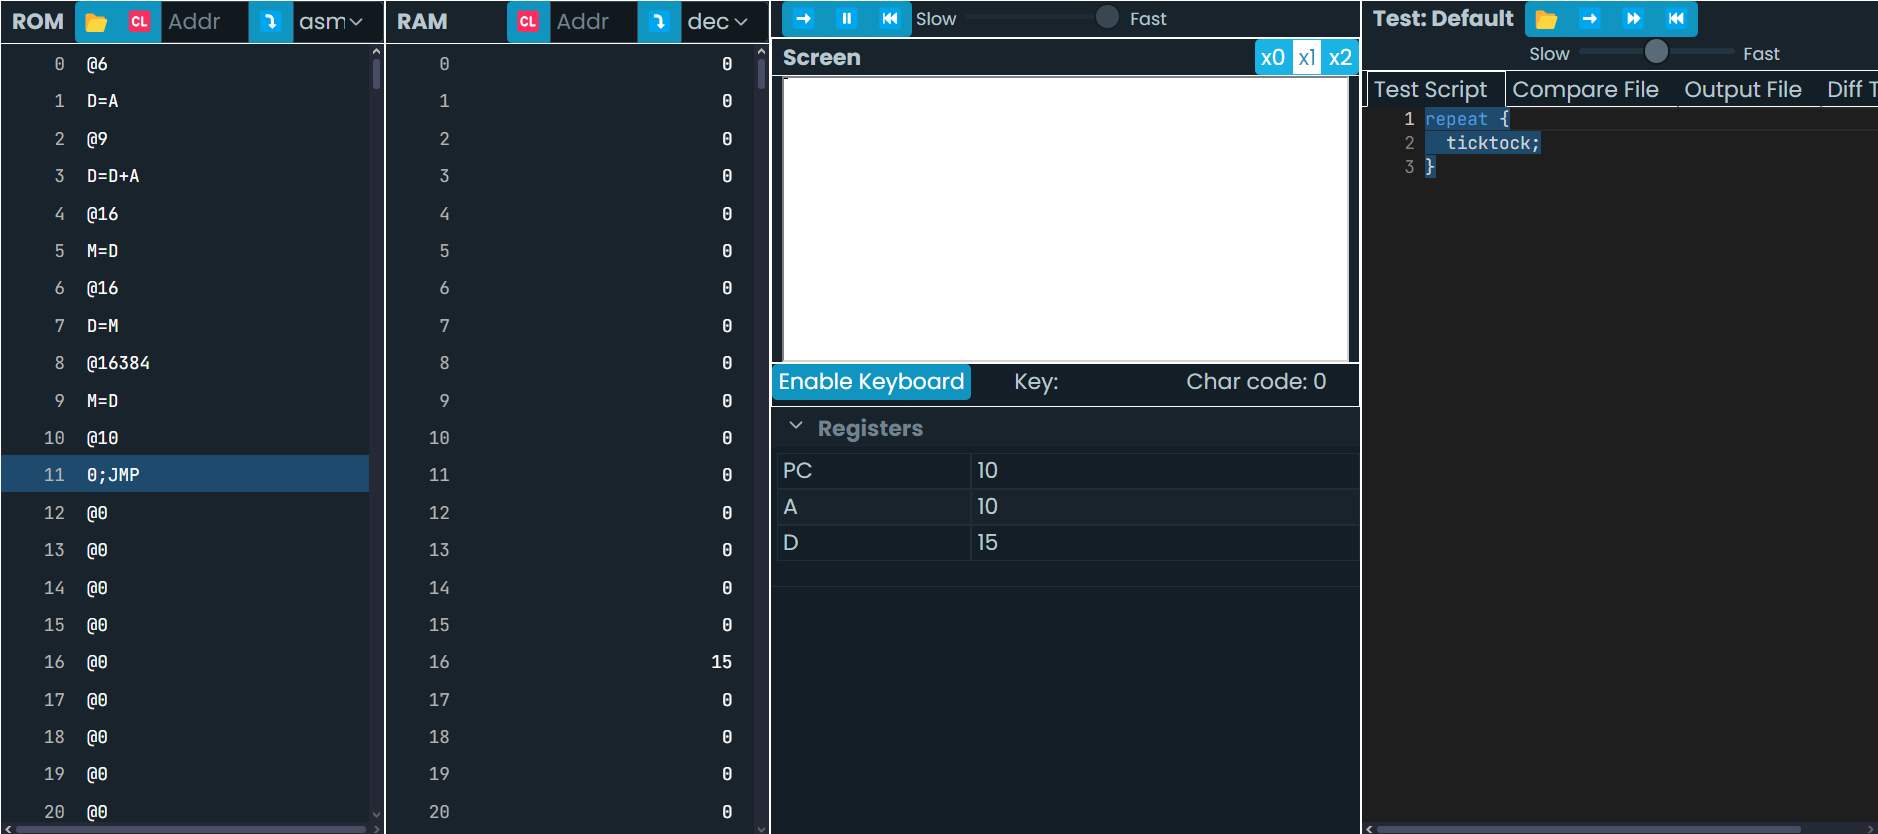 ROM CL Addr asm
0 @6
1 D=A
2 @9
3 D=D+A
4 @16
5 M=D
6 @16
7 D=M
8 @16384
9 M=D
10 @10
11 0;JMP
12 @0
13 @0
14 @0
15 @0
16 @0
17 @0
18 @0
19 @0
20 @0
RAM CL Addr dec
0 0
1 0
2 0
3 0
4 0
5 0
6 0
7 0
8 0
9 0
10 0
11 0
12 0
13 0
14 0
15 0
16 15
17 0
18 0
19 0
20 0
Slow Fast
Screen x0 x1 x2
Enable Keyboard Key: Char code: 0
Registers
PC 10
A 10
D 15
Test: Default
Slow Fast
Test Script Compare File Output File Diff T
1 repeat {
2 ticktock;
3 }